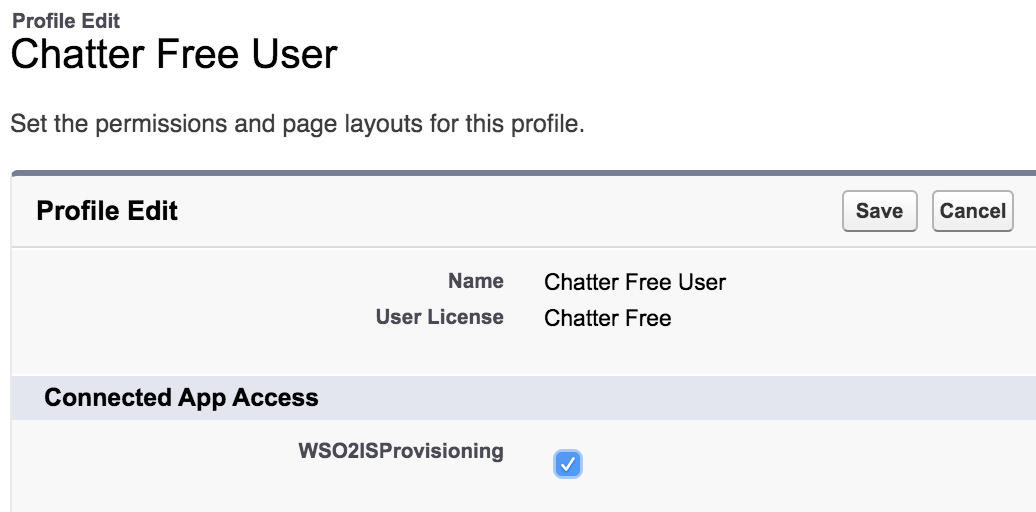 Profile Edit
Chatter Free User
Set the permissions and page layouts for this profile.
Profile Edit
Save
Cancel
Name
Chatter Free User
User License
Chatter Free
Connected App Access
WSO2ISProvisioning